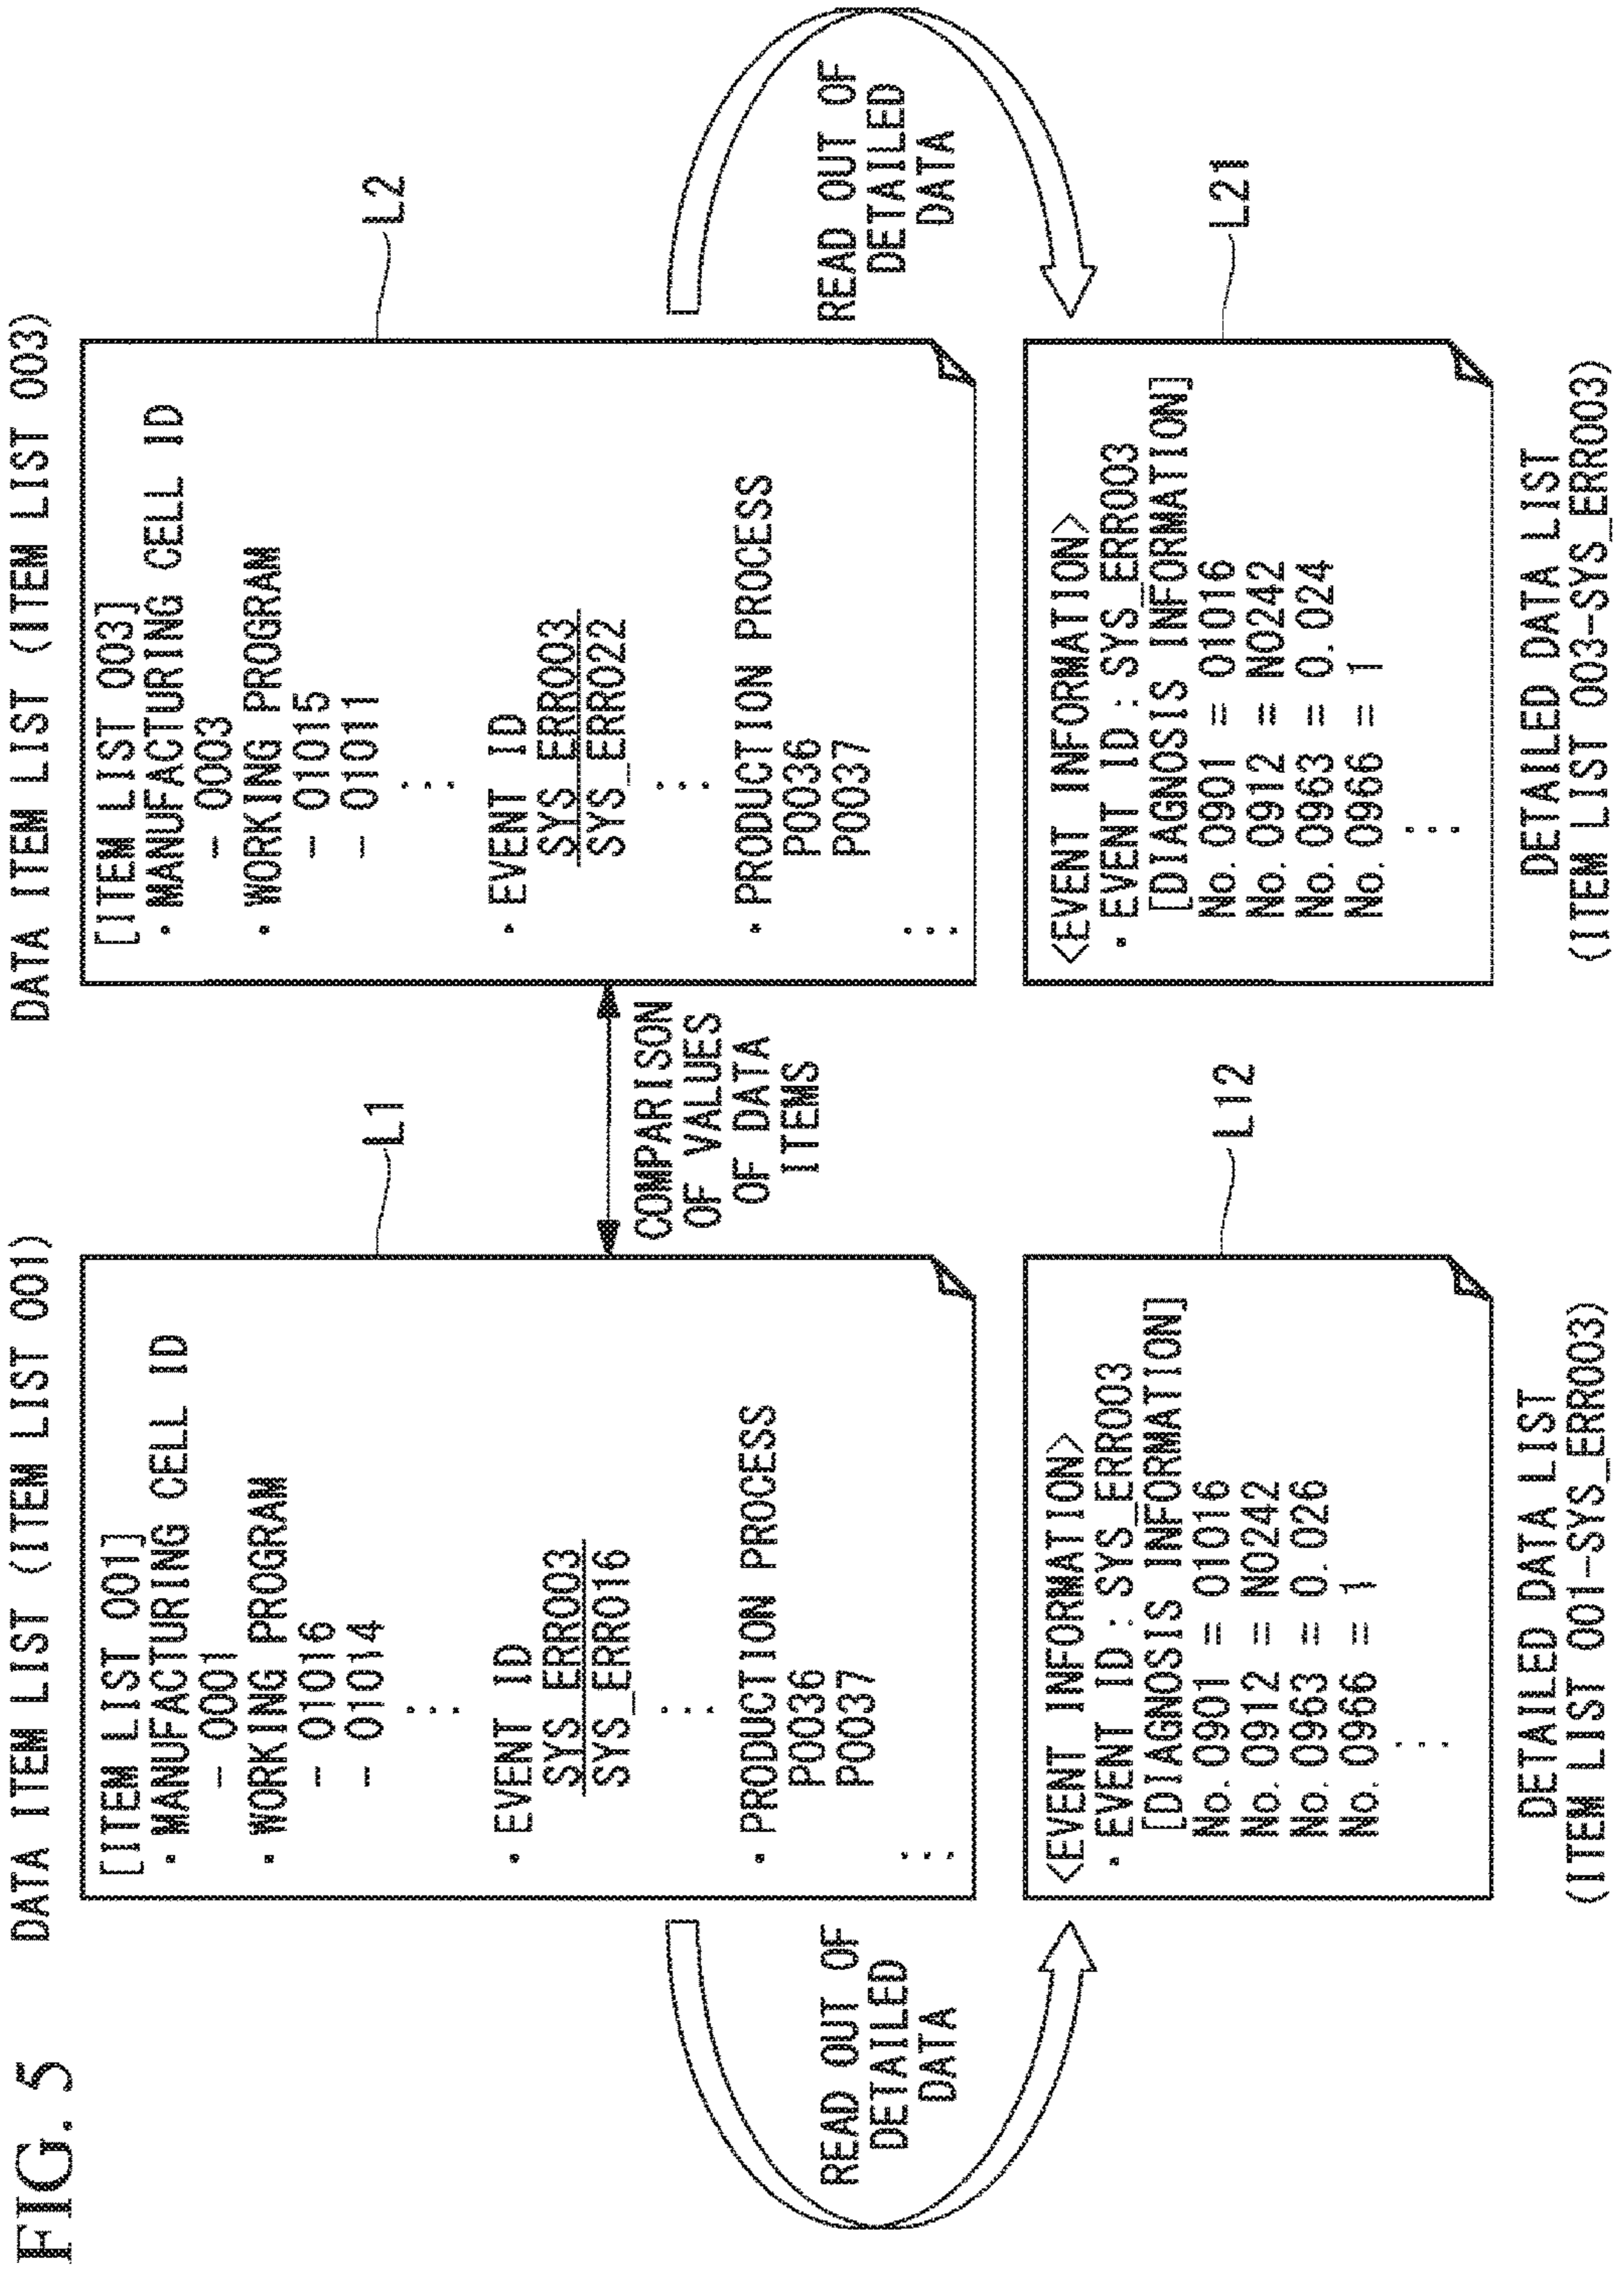 FIG. 5
DATA ITEM LIST (ITEM LIST 001)
L1
[ITEM LIST 001]
• MANUFACTURING CELL ID
– 0001
• WORKING PROGRAM
– 01016
– 01014
...
• EVENT ID
SYS_ERR003
SYS_ERR016
...
• PRODUCTION PROCESS
P0036
P0037
...
COMPARISON
OF VALUES
OF DATA
ITEMS
DATA ITEM LIST (ITEM LIST 003)
L2
[ITEM LIST 003]
• MANUFACTURING CELL ID
– 0003
• WORKING PROGRAM
– 01015
– 01011
...
• EVENT ID
SYS_ERR003
SYS_ERR022
...
• PRODUCTION PROCESS
P0036
P0037
...
READ OUT OF
DETAILED
DATA
L12
<EVENT INFORMATION>
• EVENT ID: SYS_ERR003
[DIAGNOSIS INFORMATION]
No. 0901 = 01016
No. 0912 = N0242
No. 0963 = 0. 026
No. 0966 = 1
...
DETAILED DATA LIST
(ITEM LIST 001-SYS_ERR003)
READ OUT OF
DETAILED
DATA
L21
<EVENT INFORMATION>
• EVENT ID: SYS_ERR003
[DIAGNOSIS INFORMATION]
No. 0901 = 01016
No. 0912 = N0242
No. 0963 = 0. 024
No. 0966 = 1
...
DETAILED DATA LIST
(ITEM LIST 003-SYS_ERR003)